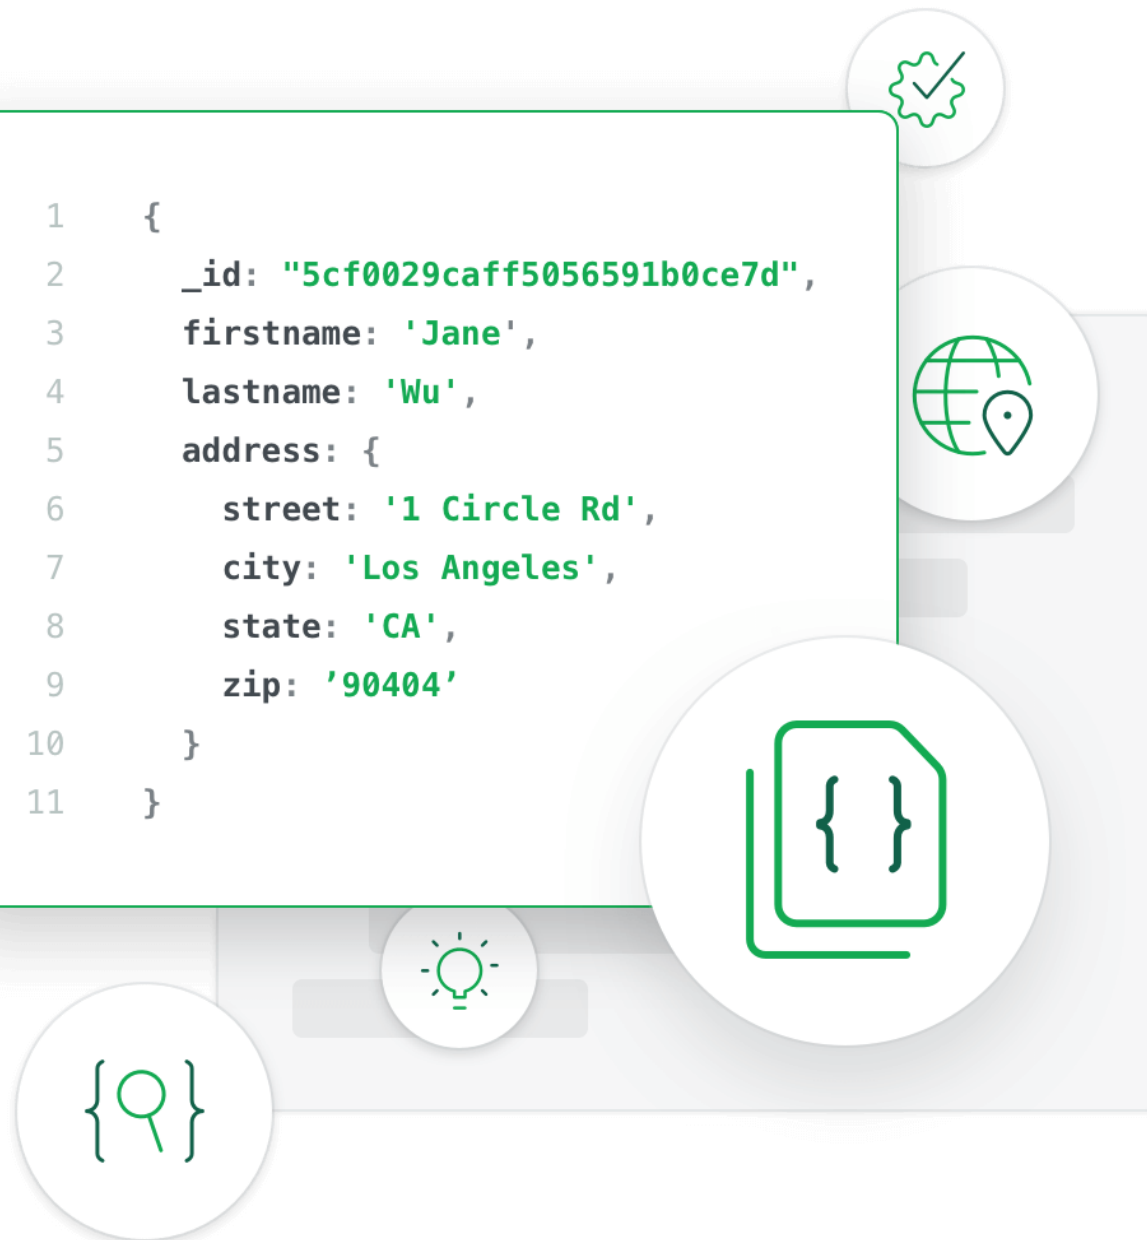 1 {
2 _id: "5cf0029caff5056591b0ce7d",
3 firstname: 'Jane',
4 lastname: 'Wu',
5 address: {
6 street: '1 Circle Rd',
7 city: 'Los Angeles',
8 state: 'CA',
9 zip: ’90404’
10 }
11 }
{ }
{ }